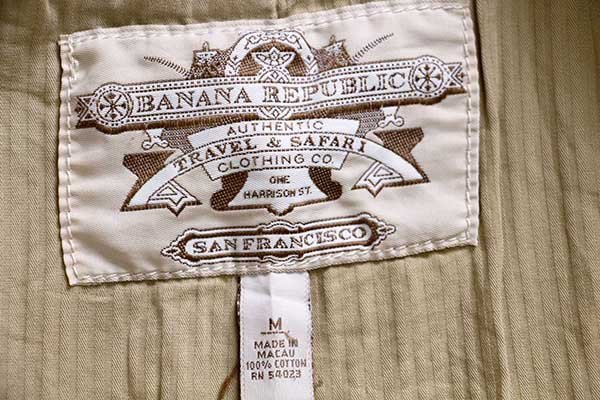 BANANA REPUBLIC
AUTHENTIC
TRAVEL & SAFARI
CLOTHING CO.
ONE
HARRISON ST.
SAN FRANCISCO
M
MADE IN
MACAU
100% COTTON
RN 54023